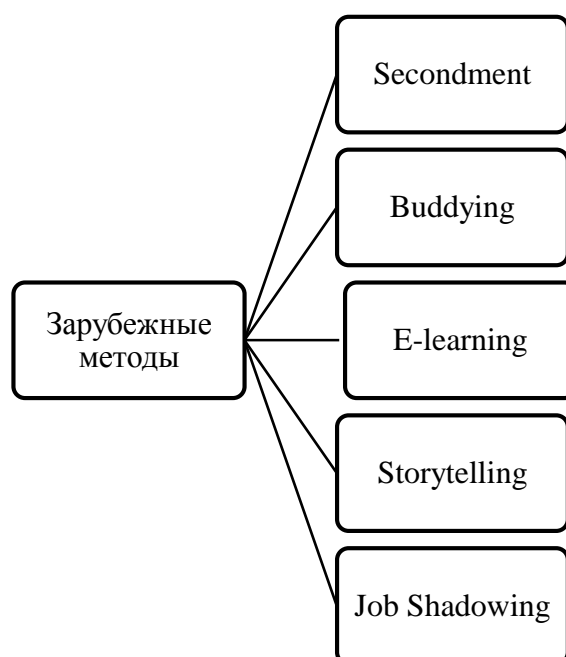 Secondment
Buddying
Зарубежные
методы
E-learning
Storytelling
Job Shadowing